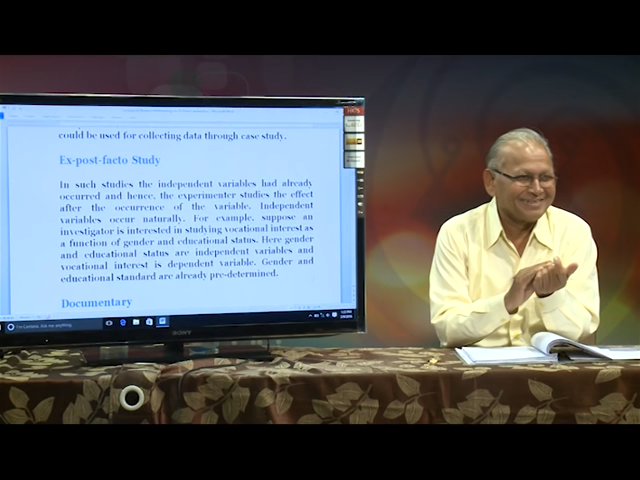 could be used for collecting data through case study.
Ex-post-facto Study
In such studies the independent variables had already
occurred and hence, the experimenter studies the effect
after the occurrence of the variable. Independent
variables occur naturally. For example, suppose an
investigator is interested in studying vocational interest as
a function of gender and educational status. Here gender
and educational status are independent variables and
vocational interest is dependent variable. Gender and
educational standard are already pre-determined.
Documentary
I'm Cortana. Ask me anything.
SONY